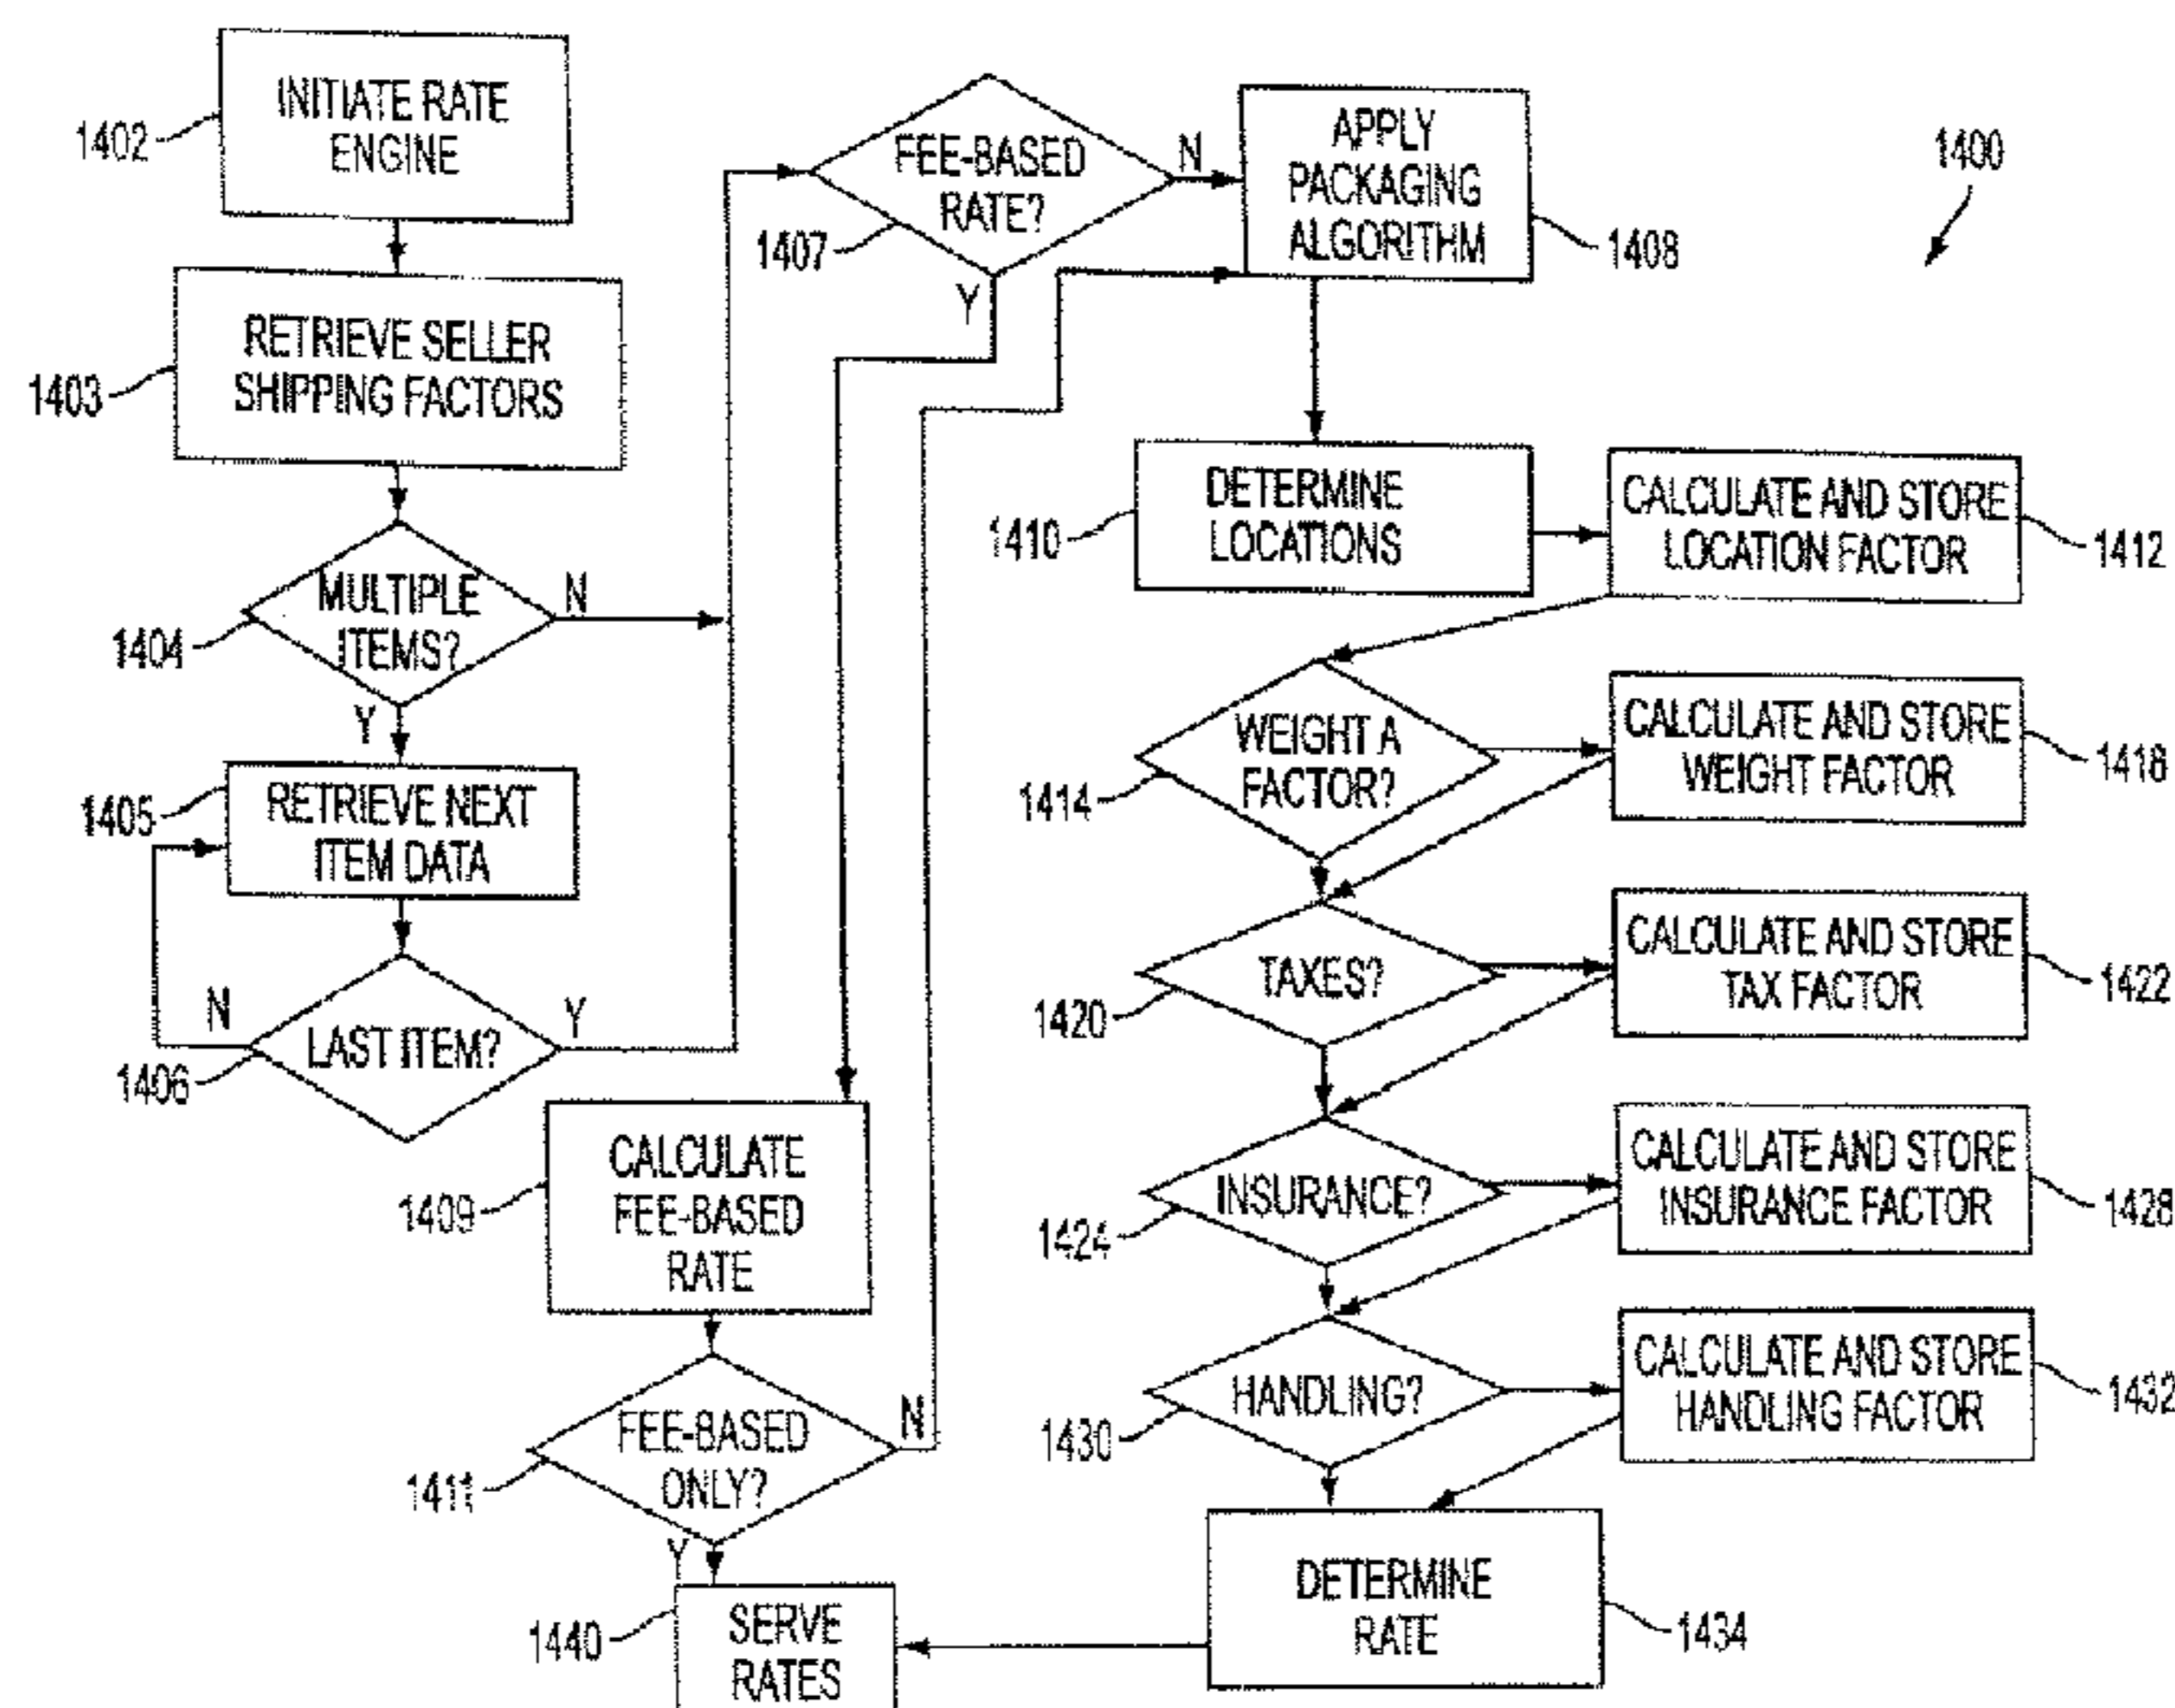 INITIATE RATE
ENGINE
1402
RETRIEVE SELLER
SHIPPING FACTORS
1403
MULTIPLE
ITEMS?
N
1404
Y
RETRIEVE NEXT
ITEM DATA
1405
N
LAST ITEM?
Y
1406
FEE-BASED
RATE?
N
1407
Y
CALCULATE
FEE-BASED
RATE
1409
FEE-BASED
ONLY?
N
1411
Y
SERVE
RATES
1440
APPLY
PACKAGING
ALGORITHM
1408
1400
DETERMINE
LOCATIONS
1410
CALCULATE AND STORE
LOCATION FACTOR
1412
WEIGHT A
FACTOR?
1414
CALCULATE AND STORE
WEIGHT FACTOR
1418
TAXES?
1420
CALCULATE AND STORE
TAX FACTOR
1422
INSURANCE?
1424
CALCULATE AND STORE
INSURANCE FACTOR
1428
HANDLING?
1430
CALCULATE AND STORE
HANDLING FACTOR
1432
DETERMINE
RATE
1434